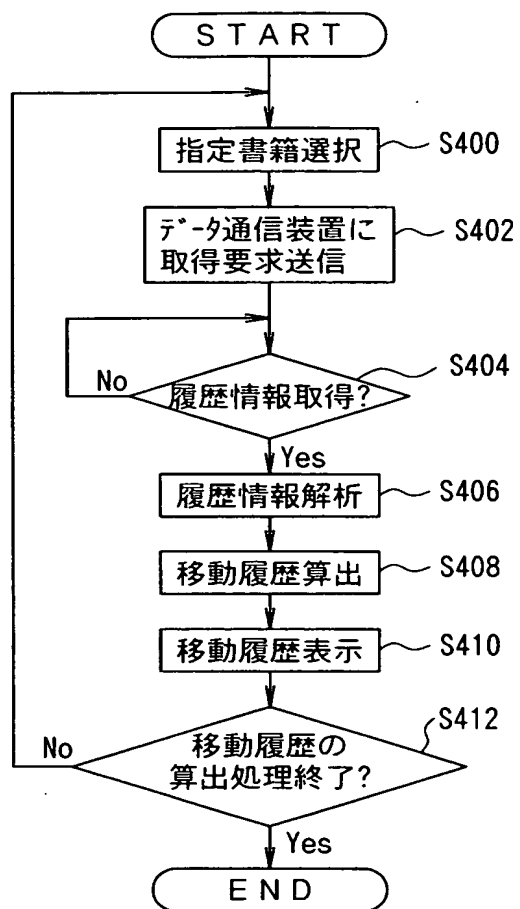 START
指定書籍選択
S400
データ通信装置に
取得要求送信
S402
履歴情報取得?
S404
No
Yes
履歴情報解析
S406
移動履歴算出
S408
移動履歴表示
S410
移動履歴の
算出処理終了?
S412
No
Yes
END